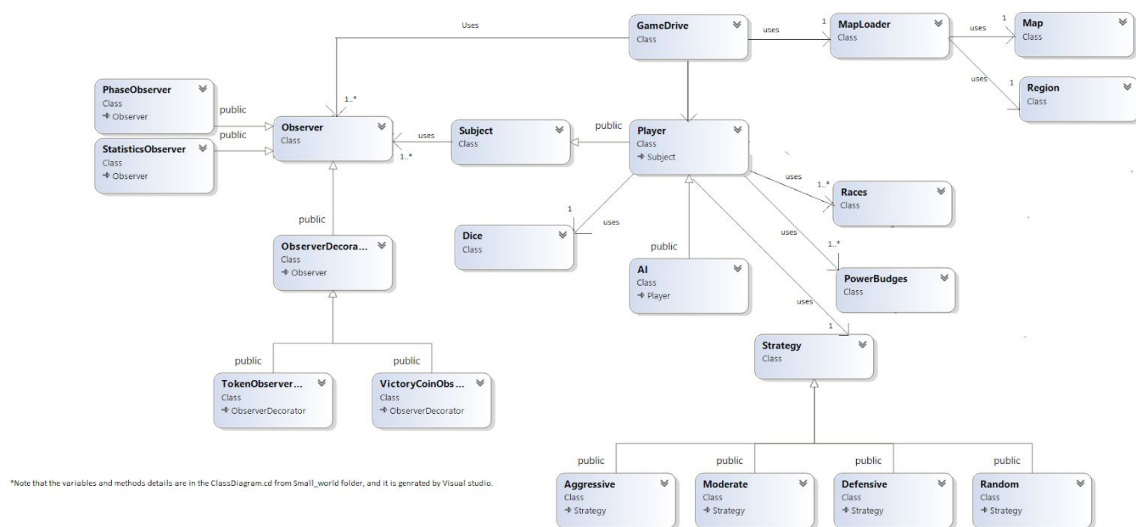 GameDrive
Class
Uses
uses
1
MapLoader
Class
uses
1
Map
Class
uses
1
Region
Class
PhaseObserver
Class
Observer
public
1..*
Observer
Class
public
StatisticsObserver
Class
Observer
uses
1..*
Subject
Class
public
Player
Class
Subject
uses
1..*
Races
Class
1
uses
Dice
Class
public
ObserverDecora...
Class
Observer
public
AI
Class
Player
uses
1..*
PowerBudges
Class
uses
1
Strategy
Class
public
public
TokenObserver...
Class
ObserverDecorator
VictoryCoinObs...
Class
ObserverDecorator
public
public
public
public
Aggressive
Class
Strategy
Moderate
Class
Strategy
Defensive
Class
Strategy
Random
Class
Strategy
*Note that the variables and methods details are in the ClassDiagram.cd from Small_world folder, and it is genrated by Visual studio.